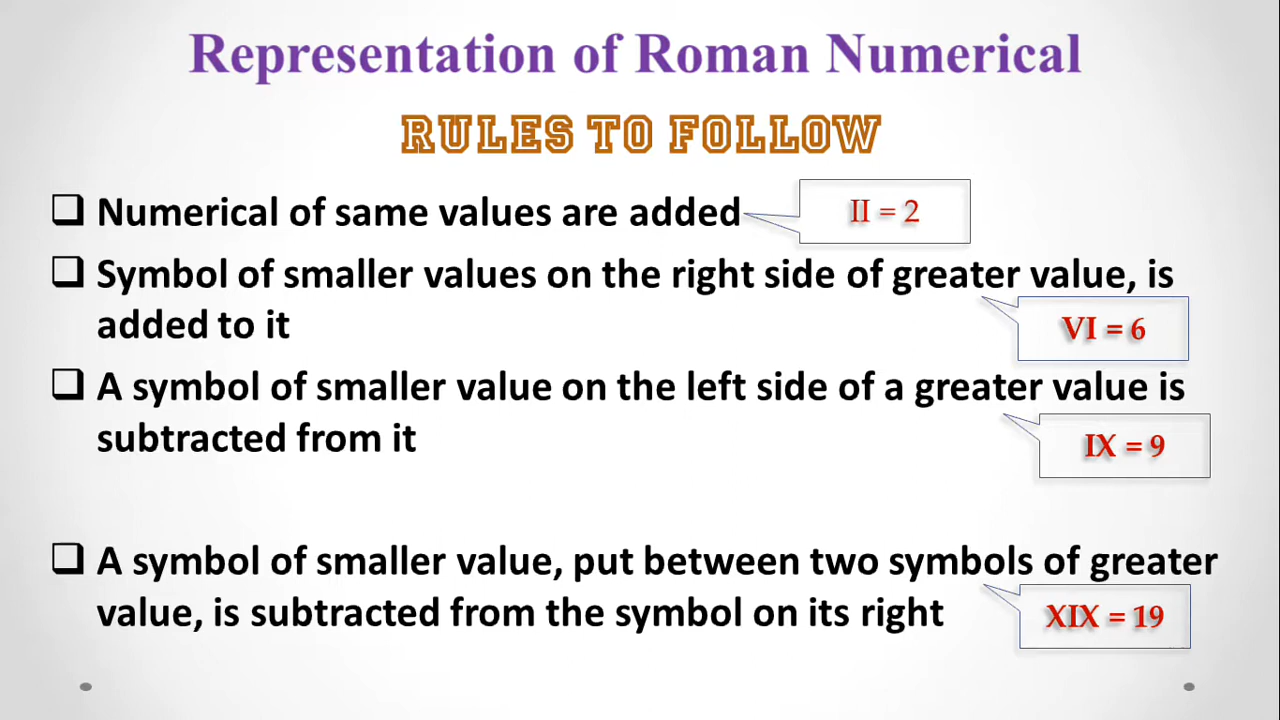 Representation of Roman Numerical
RULES TO FOLLOW
Numerical of same values are added
II = 2
Symbol of smaller values on the right side of greater value, is
added to it
VI = 6
A symbol of smaller value on the left side of a greater value is
subtracted from it
IX = 9
A symbol of smaller value, put between two symbols of greater
value, is subtracted from the symbol on its right
XIX = 19